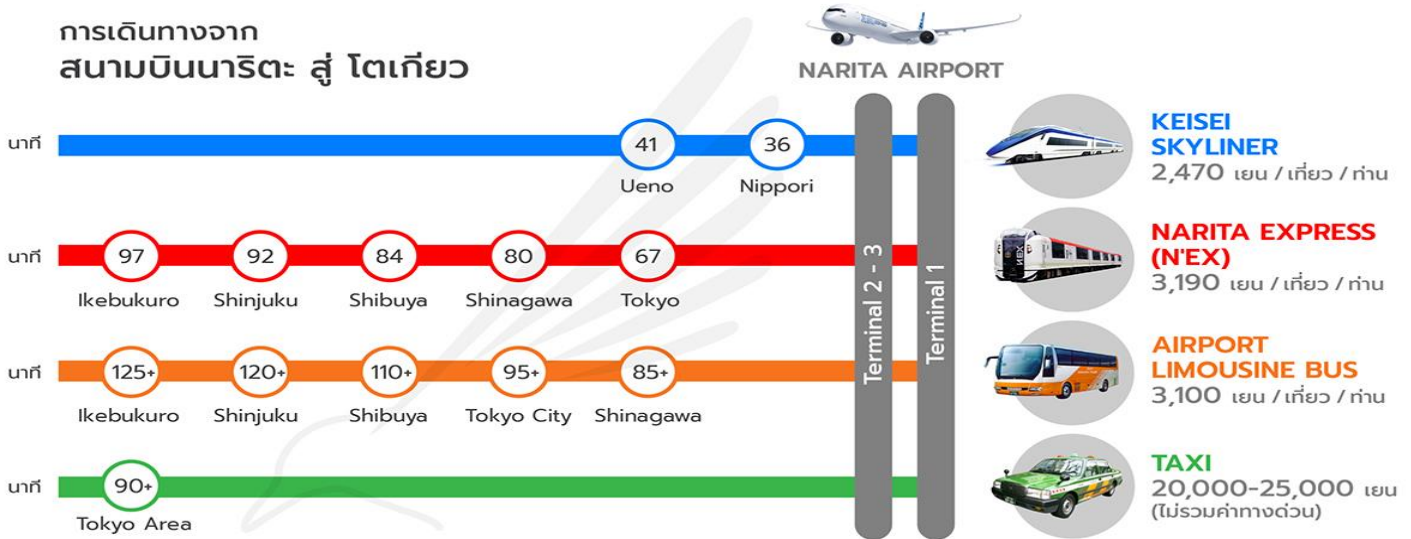 การเดินทางจาก
สนามบินนาริตะ สู่ โตเกียว
NARITA AIRPORT
Terminal 2 - 3
Terminal 1
นาที
41
36
Ueno
Nippori
KEISEI
SKYLINER
2,470 เยน / เที่ยว / ท่าน
นาที
97
92
84
80
67
Ikebukuro
Shinjuku
Shibuya
Shinagawa
Tokyo
NARITA EXPRESS
(N'EX)
3,190 เยน / เที่ยว / ท่าน
นาที
125+
120+
110+
95+
85+
Ikebukuro
Shinjuku
Shibuya
Tokyo City
Shinagawa
AIRPORT
LIMOUSINE BUS
3,100 เยน / เที่ยว / ท่าน
นาที
90+
Tokyo Area
TAXI
20,000-25,000 เยน
(ไม่รวมค่าทางด่วน)